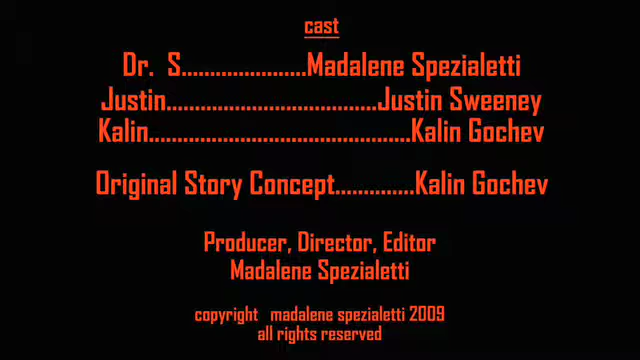 cast
Dr. S......................Madalene Spezialetti
Justin.....................................Justin Sweeney
Kalin..............................................Kalin Gochev
Original Story Concept..............Kalin Gochev
Producer, Director, Editor
Madalene Spezialetti
copyright madalene spezialetti 2009
all rights reserved